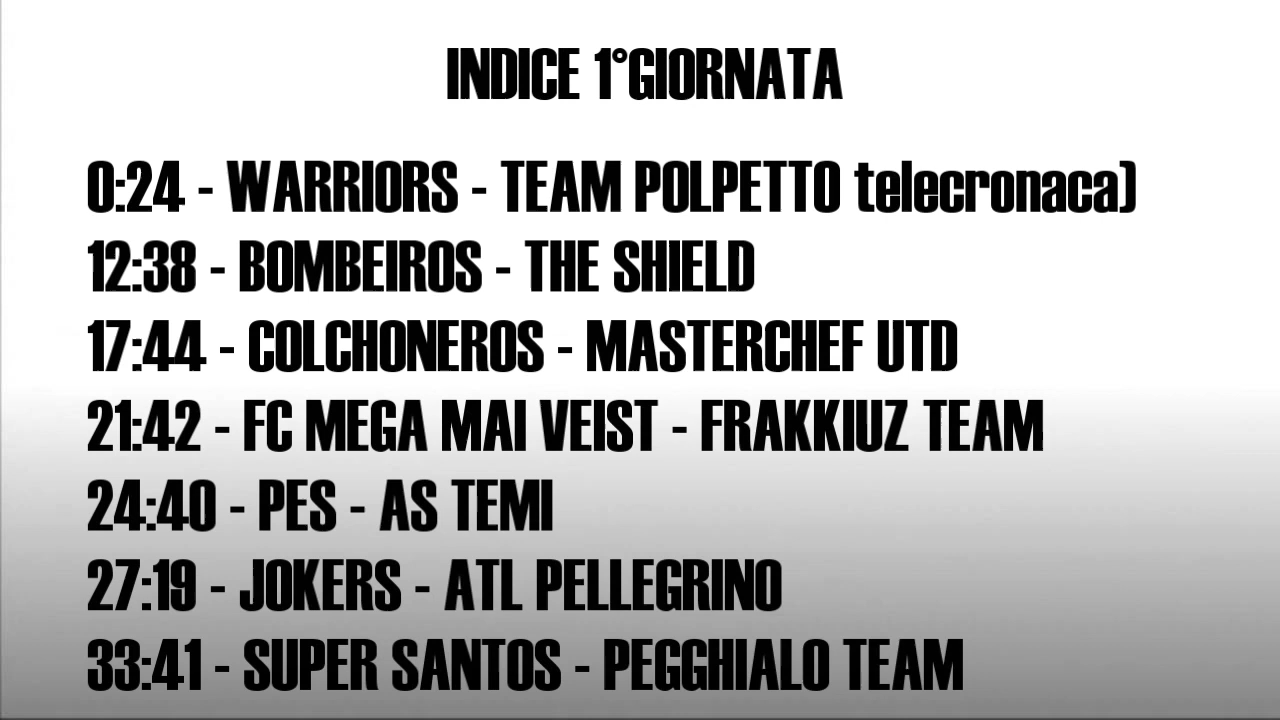 INDICE 1°GIORNATA
0:24 - WARRIORS - TEAM POLPETTO telecronaca)
12:38 - BOMBEIROS - THE SHIELD
17:44 - COLCHONEROS - MASTERCHEF UTD
21:42 - FC MEGA MAI VEIST - FRAKKIUZ TEAM
24:40 - PES - AS TEMI
27:19 - JOKERS - ATL PELLEGRINO
33:41 - SUPER SANTOS - PEGGHIALO TEAM